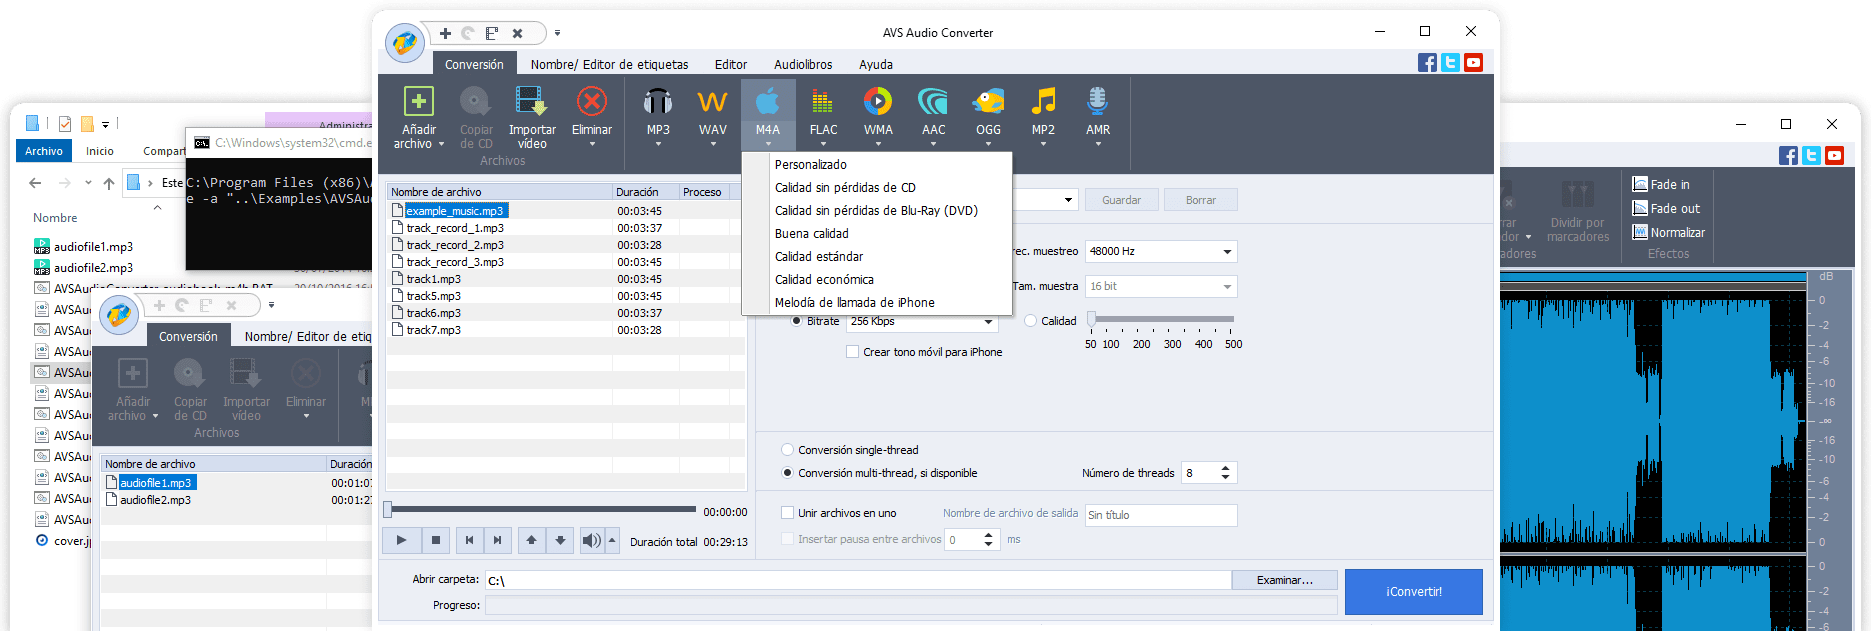 AVS Audio Converter
Conversión
Nombre/ Editor de etiquetas
Editor
Audiolibros
Ayuda
Añadir archivo
Copiar de CD
Importar vídeo
Eliminar
Archivos
MP3
WAV
M4A
FLAC
WMA
AAC
OGG
MP2
AMR
Personalizado
Calidad sin pérdidas de CD
Calidad sin pérdidas de Blu-Ray (DVD)
Buena calidad
Calidad estándar
Calidad económica
Melodía de llamada de iPhone
Nombre de archivo Duración Proceso
example_music.mp3 00:03:45
track_record_1.mp3 00:03:37
track_record_2.mp3 00:03:28
track_record_3.mp3 00:03:45
track1.mp3 00:03:45
track5.mp3 00:03:45
track6.mp3 00:03:37
track7.mp3 00:03:28
Guardar
Borrar
rec. muestreo 48000 Hz
Tam. muestra 16 bit
Bitrate 256 Kbps
Calidad
50 100 200 300 400 500
Crear tono móvil para iPhone
Conversión single-thread
Conversión multi-thread, si disponible
Número de threads 8
Unir archivos en uno
Nombre de archivo de salida Sin título
Insertar pausa entre archivos 0 ms
00:00:00
Duración total 00:29:13
Abrir carpeta: C:\
Examinar...
Progreso:
¡Convertir!
Administra
Archivo
Inicio
Compart
Este
Nombre
audiofile1.mp3
audiofile2.mp3
AVSAudioConverter-audiobook-m4b.BAT
AVSAu
AVSAu
AVSAu
AVSAu
AVSAu
AVSAu
AVSAu
AVSAu
AVSAu
AVSAu
AVSAu
cover.j
C:\Windows\system32\cmd.e
C:\Program Files (x86)\A
e -a "..\Examples\AVSAu
Conversión
Nombre/ Editor de etiq
Añadir archivo
Copiar de CD
Importar vídeo
Eliminar
M
Archivos
Nombre de archivo Duración
audiofile1.mp3 00:01:07
audiofile2.mp3 00:01:27
Dividir por marcadores
adores
Fade in
Fade out
Normalizar
Efectos
dB
0
-2
-4
-6
-10
-16
-∞
-16
-10
-6
-4
-2
0
0
-2
-4
-6